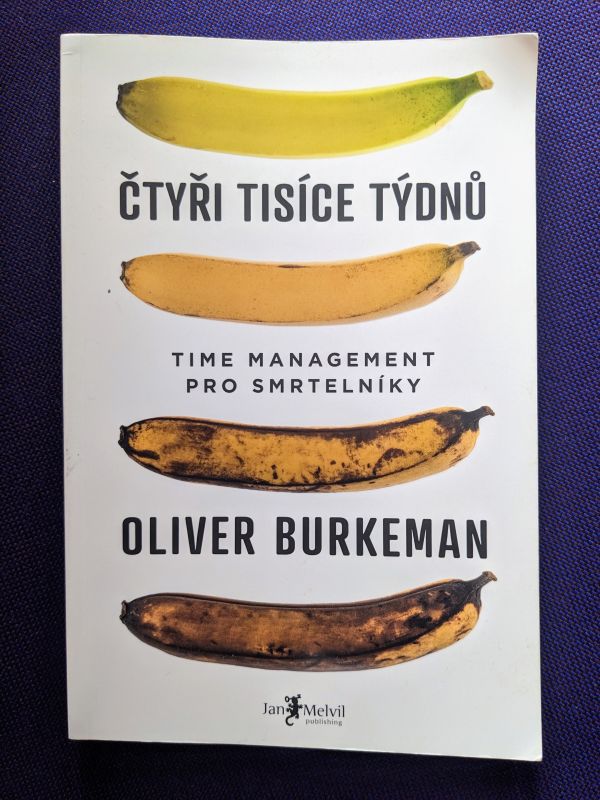 ČTYŘI TISÍCE TÝDNŮ
TIME MANAGEMENT
PRO SMRTELNÍKY
OLIVER BURKEMAN
Jan Melvil
publishing